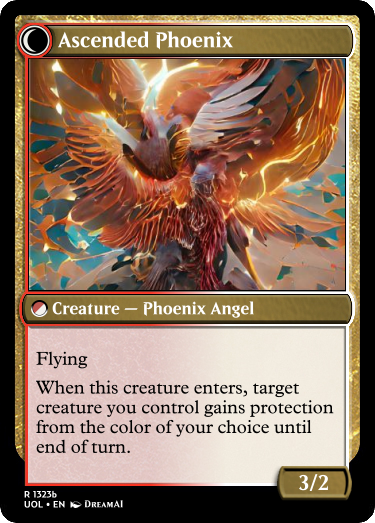 Ascended Phoenix
Creature — Phoenix Angel
Flying
When this creature enters, target
creature you control gains protection
from the color of your choice until
end of turn.
3/2
R 1323b
UOL • EN DreamAI